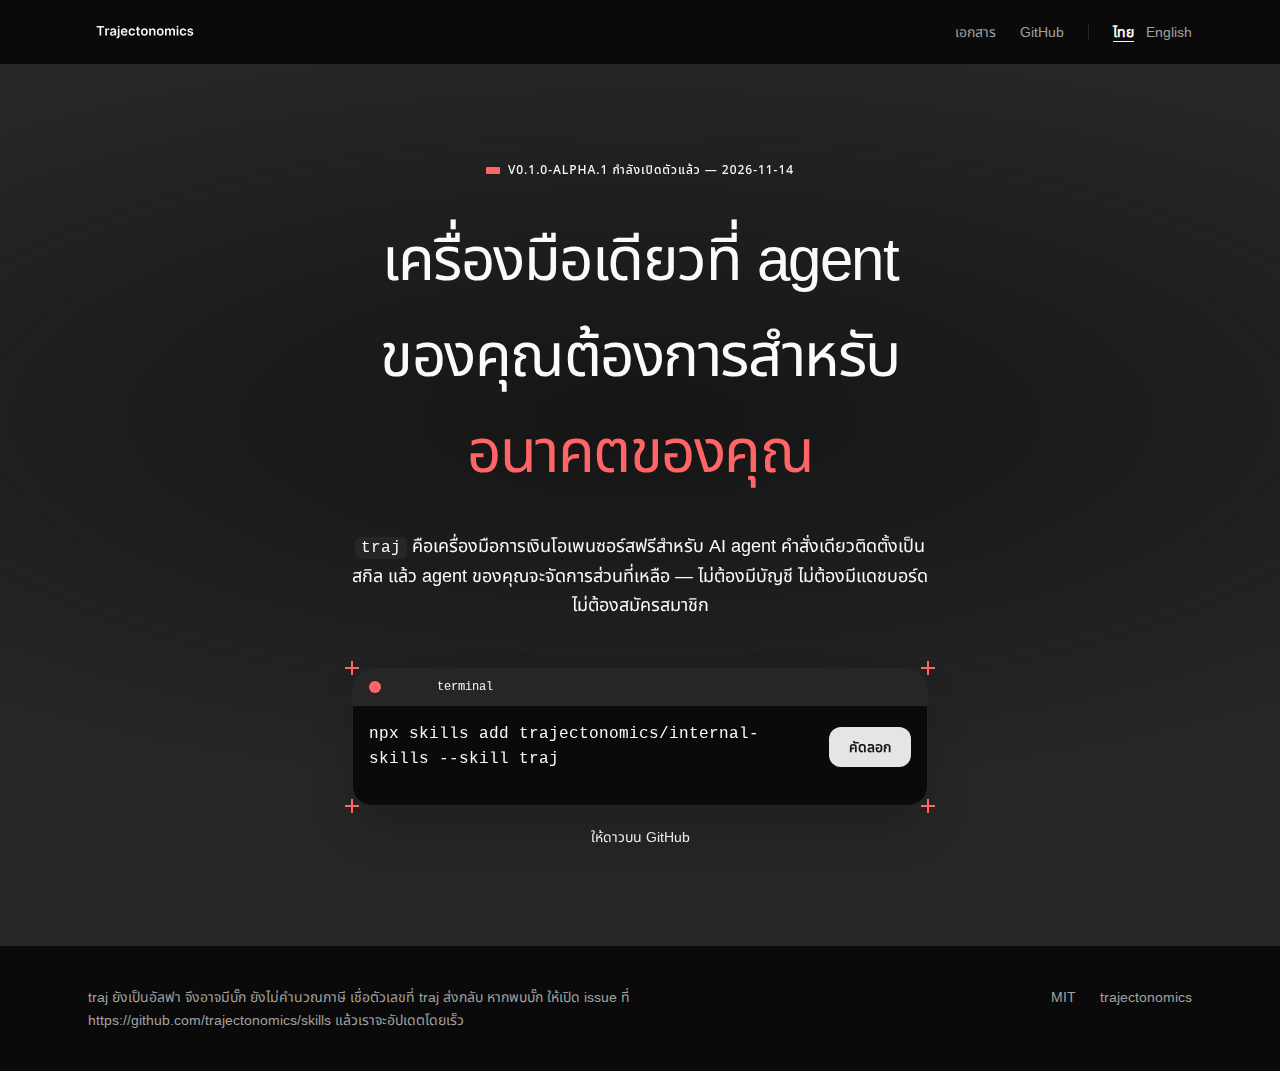 Trajectonomics
เอกสาร GitHub ไทย English
V0.1.0-ALPHA.1 กำลังเปิดตัวแล้ว — 2026-11-14
เครื่องมือเดียวที่ agent
ของคุณต้องการสำหรับ
อนาคตของคุณ
traj คือเครื่องมือการเงินโอเพนซอร์สฟรีสำหรับ AI agent คำสั่งเดียวติดตั้งเป็น
สกิล แล้ว agent ของคุณจะจัดการส่วนที่เหลือ — ไม่ต้องมีบัญชี ไม่ต้องมีแดชบอร์ด
ไม่ต้องสมัครสมาชิก
terminal
npx skills add trajectonomics/internal-
skills --skill traj
คัดลอก
ให้ดาวบน GitHub
traj ยังเป็นอัลฟา จึงอาจมีบั๊ก ยังไม่คำนวณภาษี เชื่อตัวเลขที่ traj ส่งกลับ หากพบบั๊ก ให้เปิด issue ที่
https://github.com/trajectonomics/skills แล้วเราจะอัปเดตโดยเร็ว
MIT trajectonomics